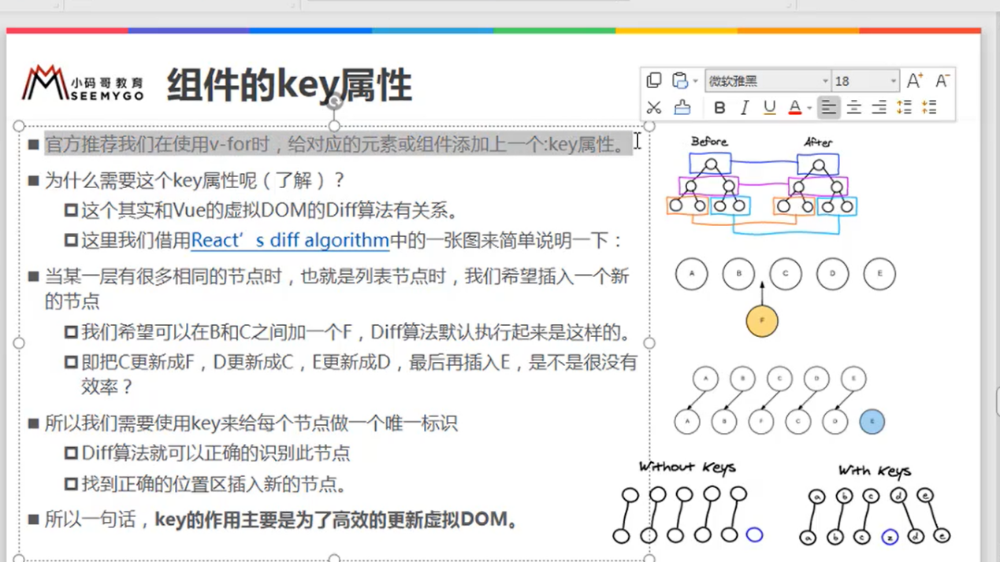 小码哥教育
SEEMYGO
组件的key属性
微软雅黑
18
A+
A-
B
I
U
A
官方推荐我们在使用v-for时，给对应的元素或组件添加上一个:key属性。
为什么需要这个key属性呢（了解）？
这个其实和Vue的虚拟DOM的Diff算法有关系。
这里我们借用React’s diff algorithm中的一张图来简单说明一下：
当某一层有很多相同的节点时，也就是列表节点时，我们希望插入一个新
的节点
我们希望可以在B和C之间加一个F，Diff算法默认执行起来是这样的。
即把C更新成F，D更新成C，E更新成D，最后再插入E，是不是很没有
效率？
所以我们需要使用key来给每个节点做一个唯一标识
Diff算法就可以正确的识别此节点
找到正确的位置区插入新的节点。
所以一句话，key的作用主要是为了高效的更新虚拟DOM。
Before
After
A B C D E
F
A B C D E
A B F C D E
Without Keys
With Keys
a b c d e
a b c z d e